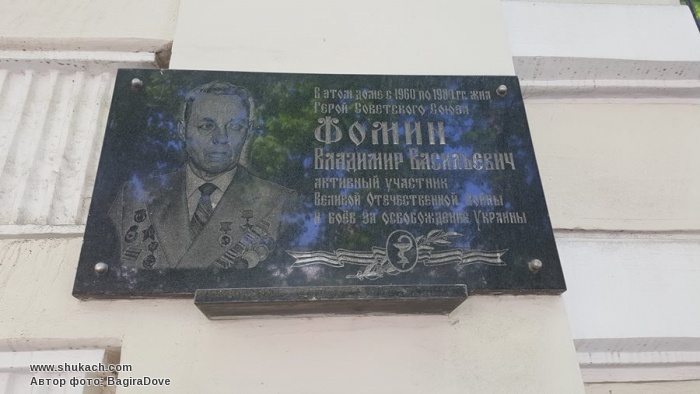 В этом доме с 1960 по 1984 гг. жил
Герой Советского Союза
Фомин
Владимир Васильевич
активный участник
Великой Отечественной войны
и боёв за освобождение Украины
www.shukach.com
Автор фото: BagiraDove